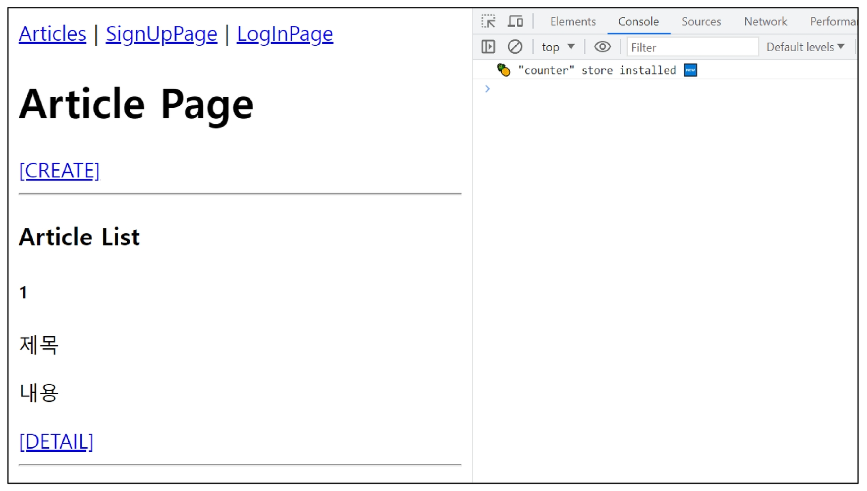 Articles | SignUpPage | LogInPage
Article Page
[CREATE]
Article List
1
제목
내용
[DETAIL]
Elements Console Sources Network Performa
top ▼ Filter Default levels ▼
🍍 "counter" store installed 🆕
>